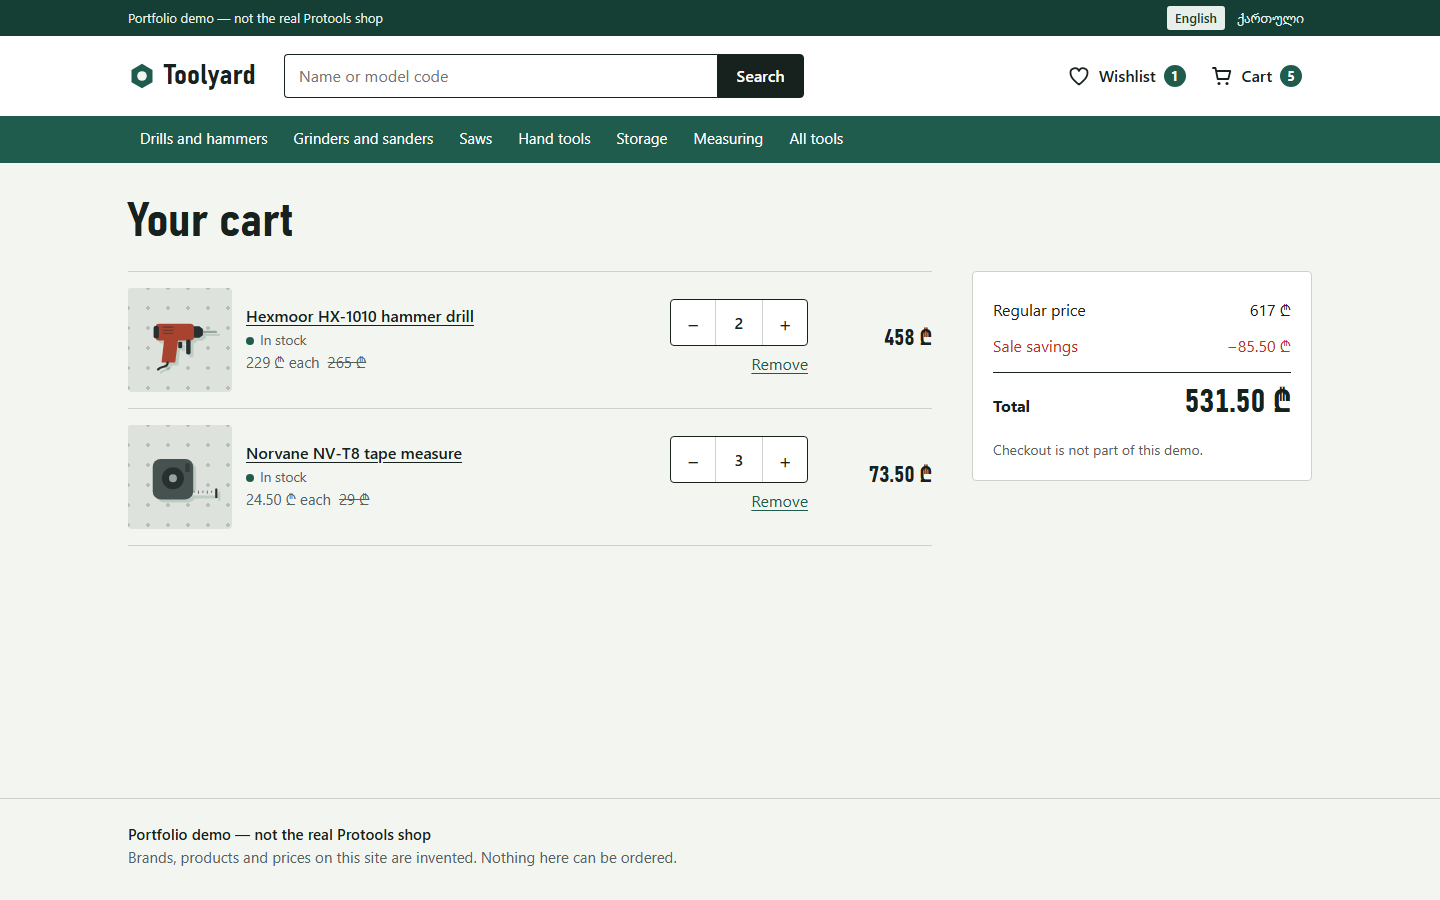 Portfolio demo — not the real Protools shop
English ქართული
Toolyard
Name or model code
Search
Wishlist 1
Cart 5
Drills and hammers Grinders and sanders Saws Hand tools Storage Measuring All tools
Your cart
Hexmoor HX-1010 hammer drill
In stock
229 ₾ each 265 ₾
− 2 +
Remove
458 ₾
Norvane NV-T8 tape measure
In stock
24.50 ₾ each 29 ₾
− 3 +
Remove
73.50 ₾
Regular price 617 ₾
Sale savings −85.50 ₾
Total 531.50 ₾
Checkout is not part of this demo.
Portfolio demo — not the real Protools shop
Brands, products and prices on this site are invented. Nothing here can be ordered.